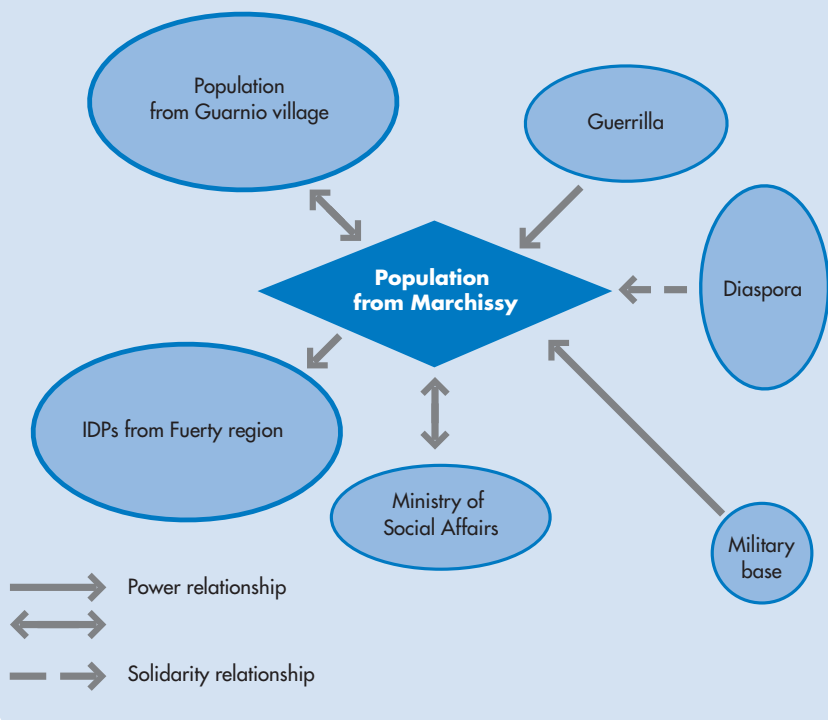 Population
from Guarnio village
Guerrilla
Population
from Marchissy
Diaspora
IDPs from Fuerty region
Ministry of
Social Affairs
Military
base
Power relationship
Solidarity relationship